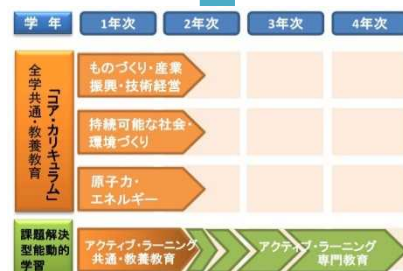 学 年
1年次
2年次
3年次
4年次
全学共通・教養教育
「コア・カリキュラム」
ものづくり・産業
振興・技術経営
持続可能な社会・
環境づくり
原子力・
エネルギー
課題解決
型能動的
学習
アクティブ・ラーニング
共通・教養教育
アクティブ・ラーニング
専門教育